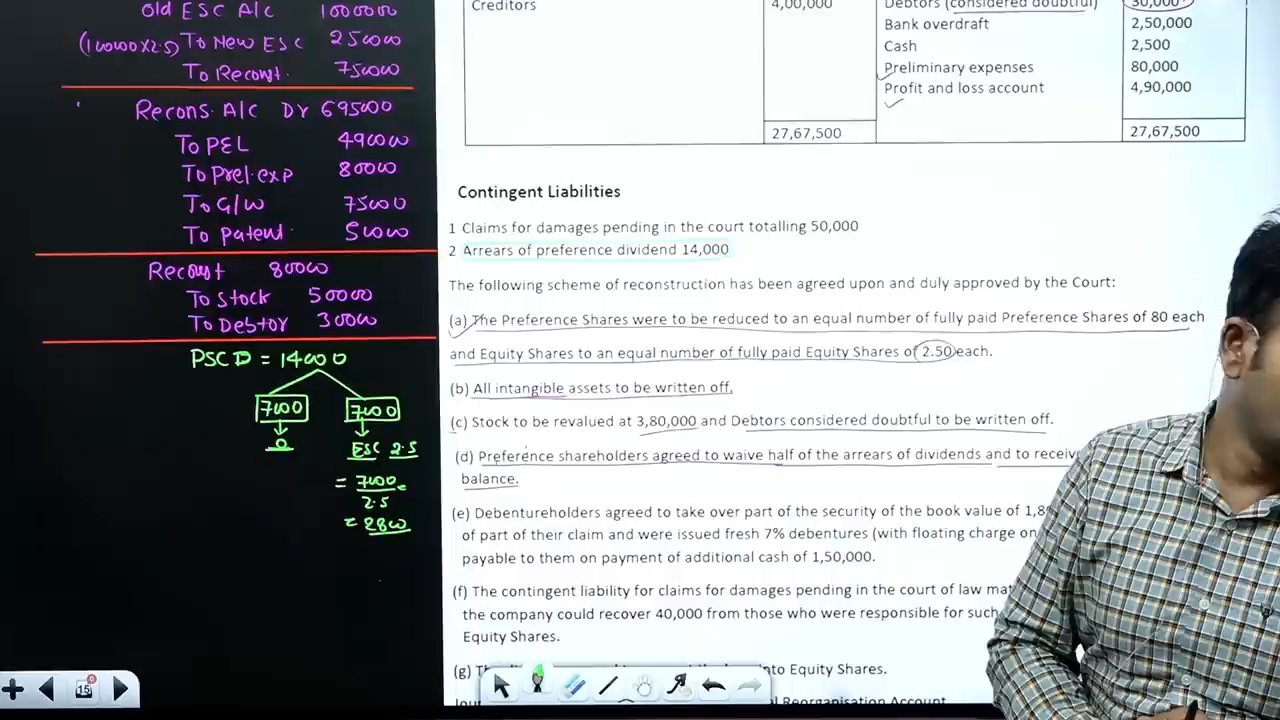 Old ESC A/c 1000000
(100000x2.5) To New ESC 250000
To Reconst. 750000
Recons. A/c Dr 695000
To P&L 490000
To Prel. exp 80000
To G/W 75000
To Patent 50000
Reconst 80000
To Stock 50000
To Debtor 30000
PSC D = 14000
7000 7000
0 ESC 2.5
= 7000
2.5
= 2800
15
Creditors 4,00,000 Debtors (considered doubtful) 30,000
Bank overdraft 2,50,000
Cash 2,500
Preliminary expenses 80,000
Profit and loss account 4,90,000
27,67,500 27,67,500
Contingent Liabilities
1 Claims for damages pending in the court totalling 50,000
2 Arrears of preference dividend 14,000
The following scheme of reconstruction has been agreed upon and duly approved by the Court:
(a) The Preference Shares were to be reduced to an equal number of fully paid Preference Shares of 80 each
and Equity Shares to an equal number of fully paid Equity Shares of 2.50 each.
(b) All intangible assets to be written off.
(c) Stock to be revalued at 3,80,000 and Debtors considered doubtful to be written off.
(d) Preference shareholders agreed to waive half of the arrears of dividends and to receive
balance.
(e) Debentureholders agreed to take over part of the security of the book value of
of part of their claim and were issued fresh 7% debentures (with floating charge on
payable to them on payment of additional cash of 1,50,000.
(f) The contingent liability for claims for damages pending in the court of law
the company could recover 40,000 from those who were responsible for such
Equity Shares.
(g) into Equity Shares.
Reorganisation Account